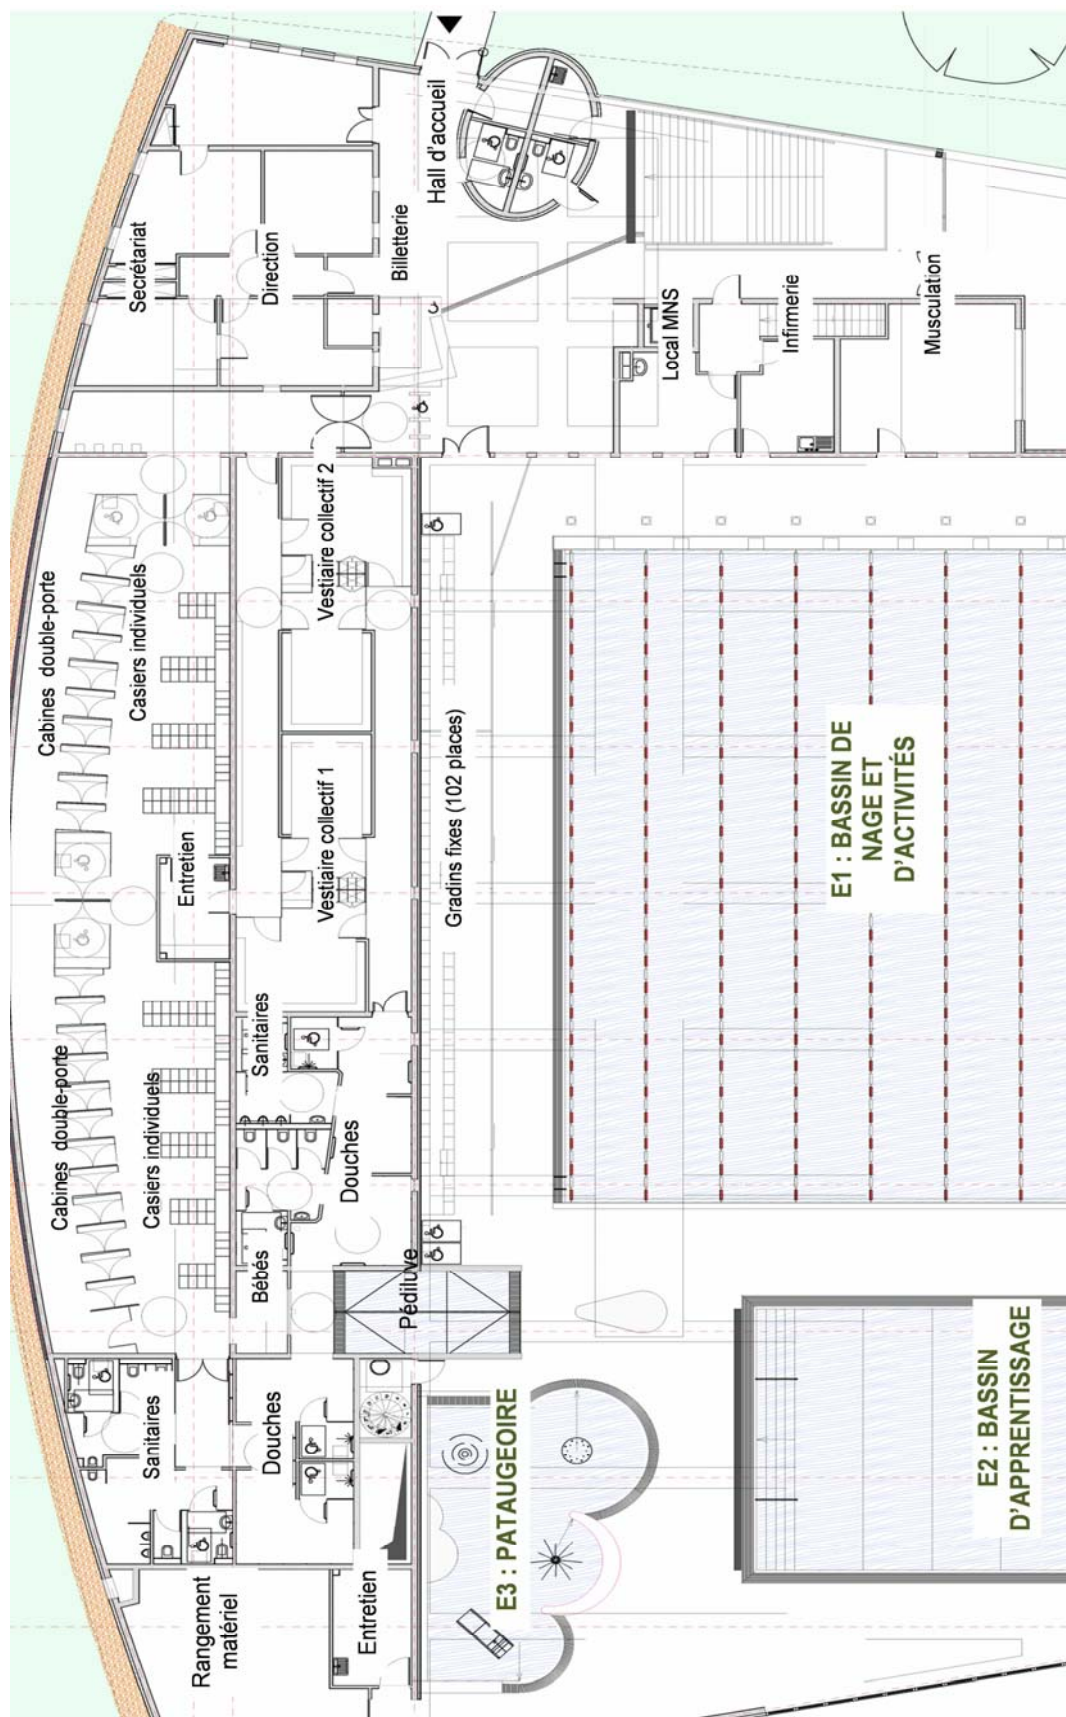 Hall d'accueil
Secrétariat
Direction
Billetterie
Local MNS
Infirmerie
Musculation
Cabines double-porte
Casiers individuels
Vestiaire collectif 2
Entretien
Vestiaire collectif 1
Gradins fixes (102 places)
E1 : BASSIN DE
NAGE ET
D'ACTIVITÉS
Cabines double-porte
Casiers individuels
Sanitaires
Douches
Bébés
Pédiluve
Sanitaires
Douches
E3 : PATAUGEOIRE
E2 : BASSIN
D'APPRENTISSAGE
Rangement
matériel
Entretien